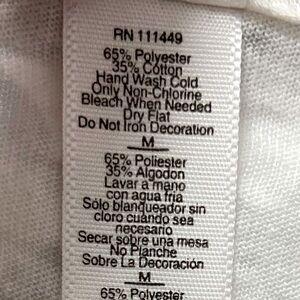 RN 111449
65% Polyester
35% Cotton
Hand Wash Cold
Only Non-Chlorine
Bleach When Needed
Dry Flat
Do Not Iron Decoration
M
65% Poliester
35% Algodon
Lavar a mano
con agua fria
Sólo blanqueador sin
cloro cuándo sea
necesario
Secar sobre una mesa
No Planche
Sobre La Decoración
M
65% Polyester